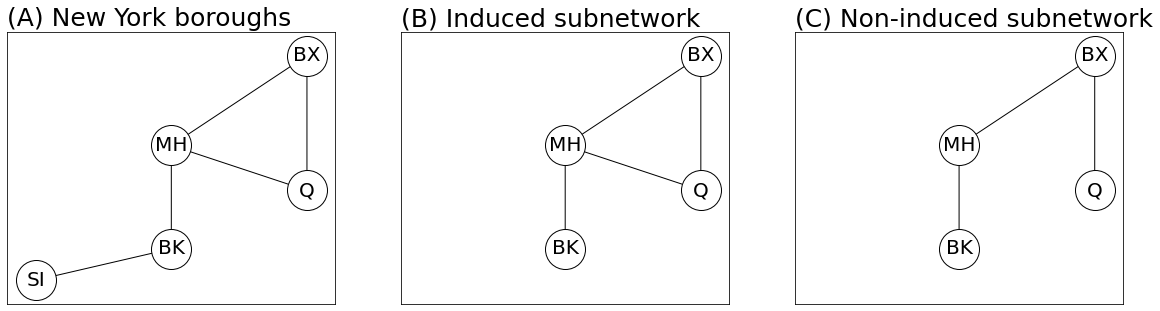 (A) New York boroughs
BX
MH
Q
BK
SI
(B) Induced subnetwork
BX
MH
Q
BK
(C) Non-induced subnetwork
BX
MH
Q
BK